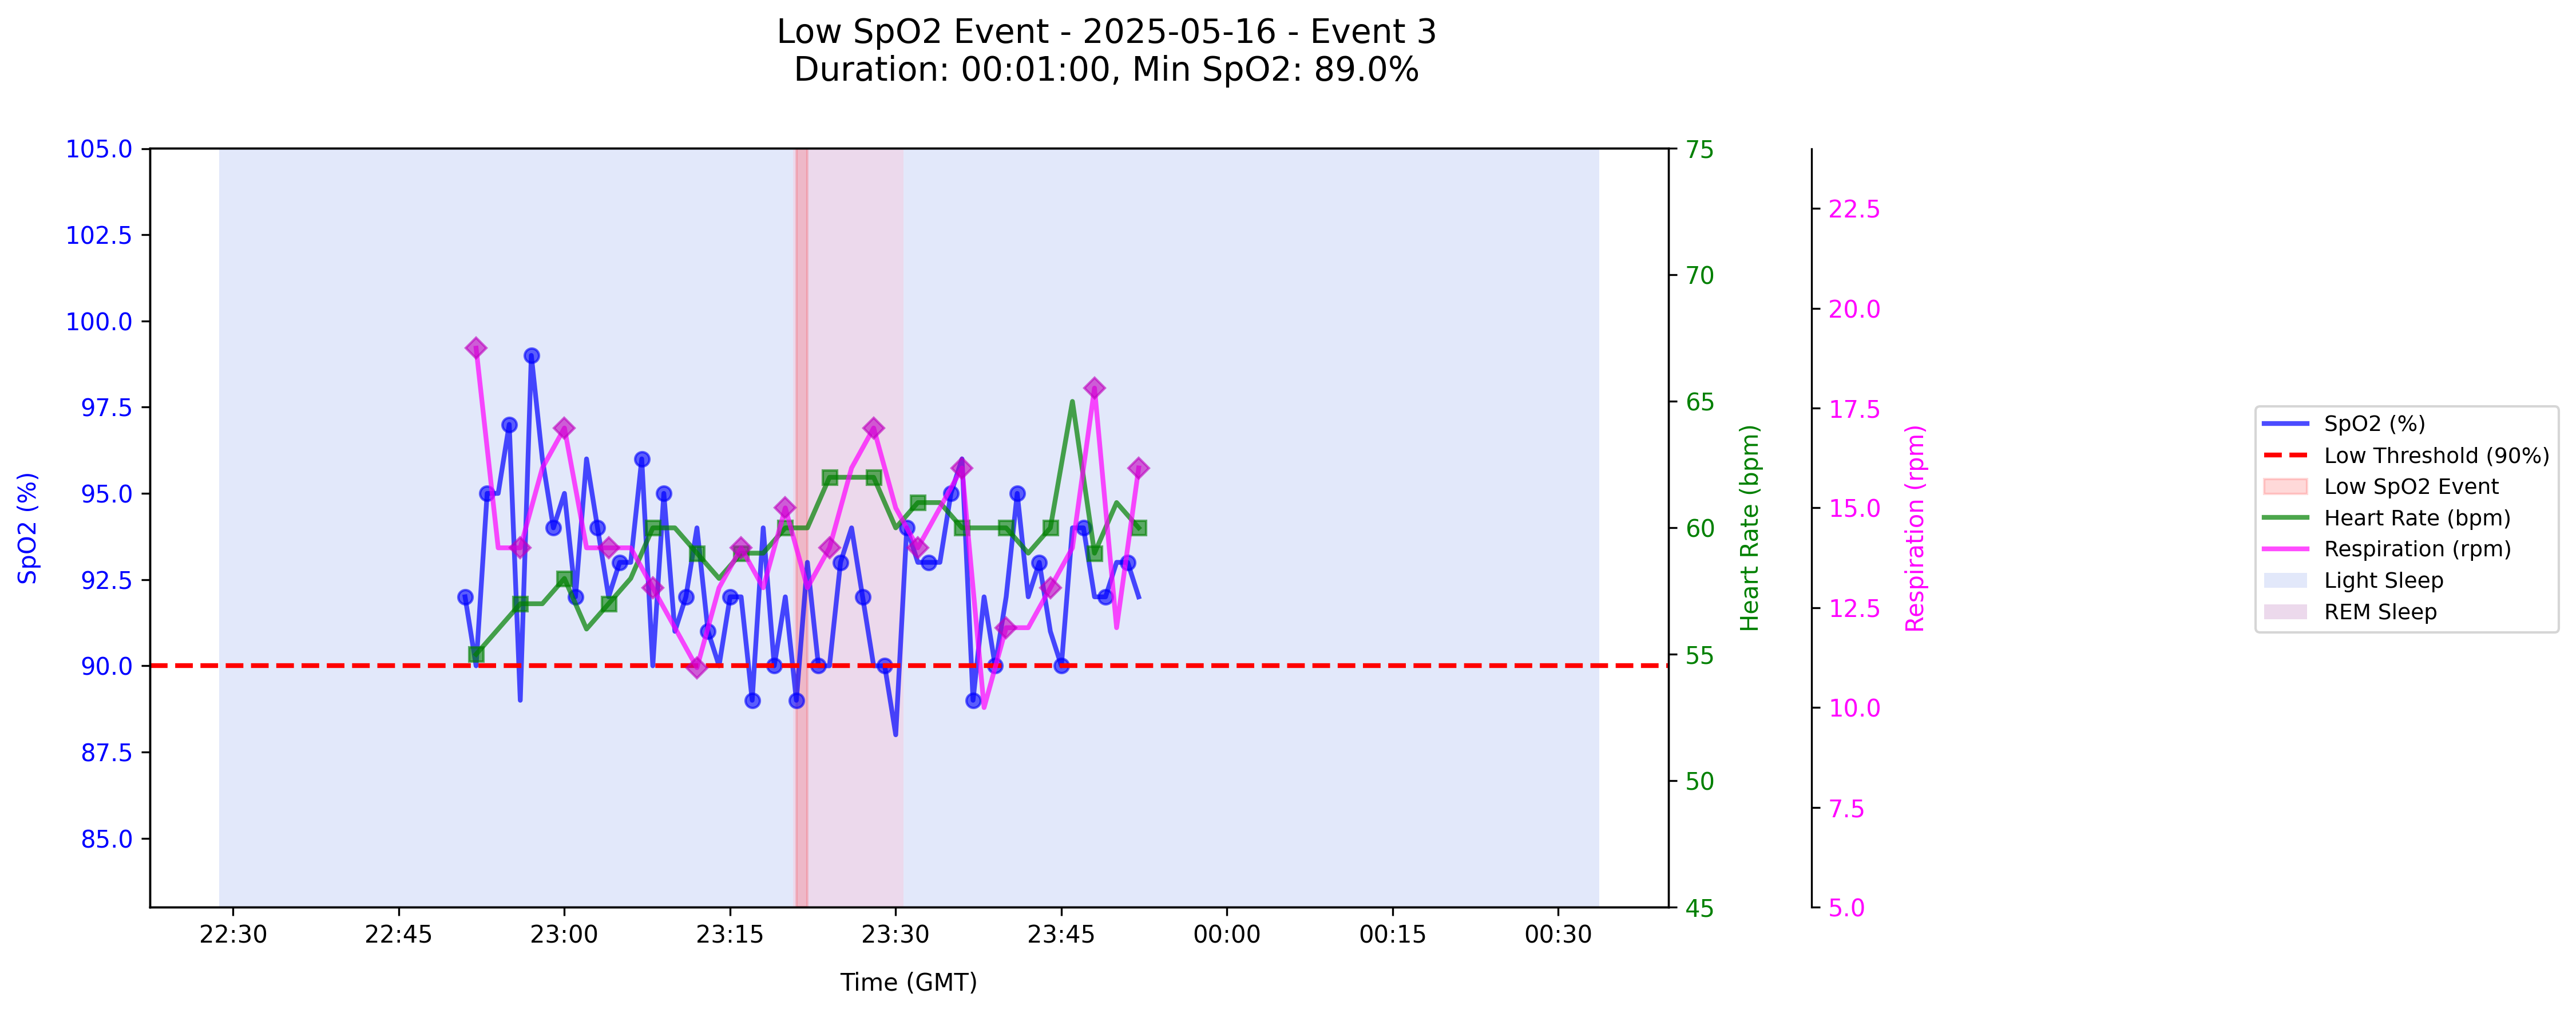 Low SpO2 Event - 2025-05-16 - Event 3
Duration: 00:01:00, Min SpO2: 89.0%
105.0
102.5
100.0
97.5
95.0
92.5
90.0
87.5
85.0
SpO2 (%)
75
70
65
60
55
50
45
Heart Rate (bpm)
22.5
20.0
17.5
15.0
12.5
10.0
7.5
5.0
Respiration (rpm)
SpO2 (%)
Low Threshold (90%)
Low SpO2 Event
Heart Rate (bpm)
Respiration (rpm)
Light Sleep
REM Sleep
22:30 22:45 23:00 23:15 23:30 23:45 00:00 00:15 00:30
Time (GMT)